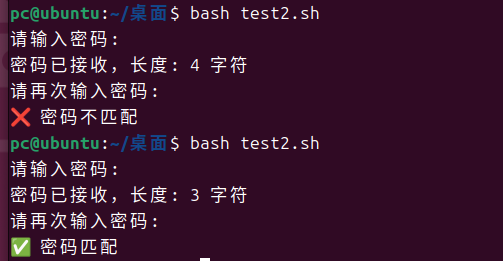 pc@ubuntu:~/桌面$ bash test2.sh
请输入密码:
密码已接收，长度: 4 字符
请再次输入密码:
❌ 密码不匹配
pc@ubuntu:~/桌面$ bash test2.sh
请输入密码:
密码已接收，长度: 3 字符
请再次输入密码:
✅ 密码匹配